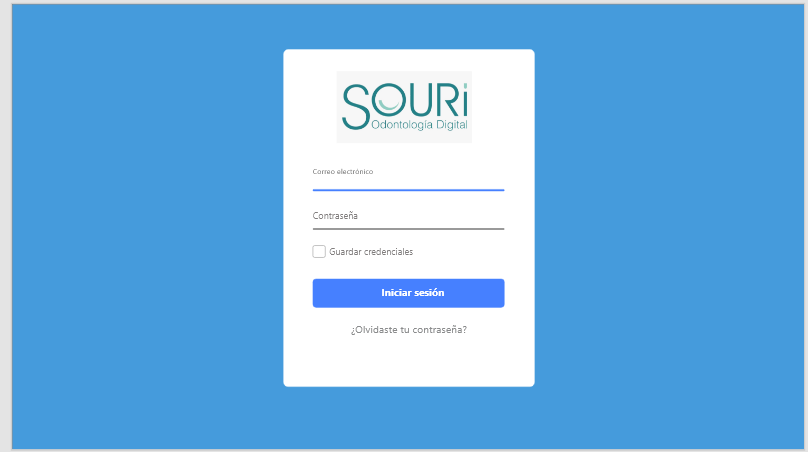 SOURi
Odontología Digital
Correo electrónico
Contraseña
Guardar credenciales
Iniciar sesión
¿Olvidaste tu contraseña?